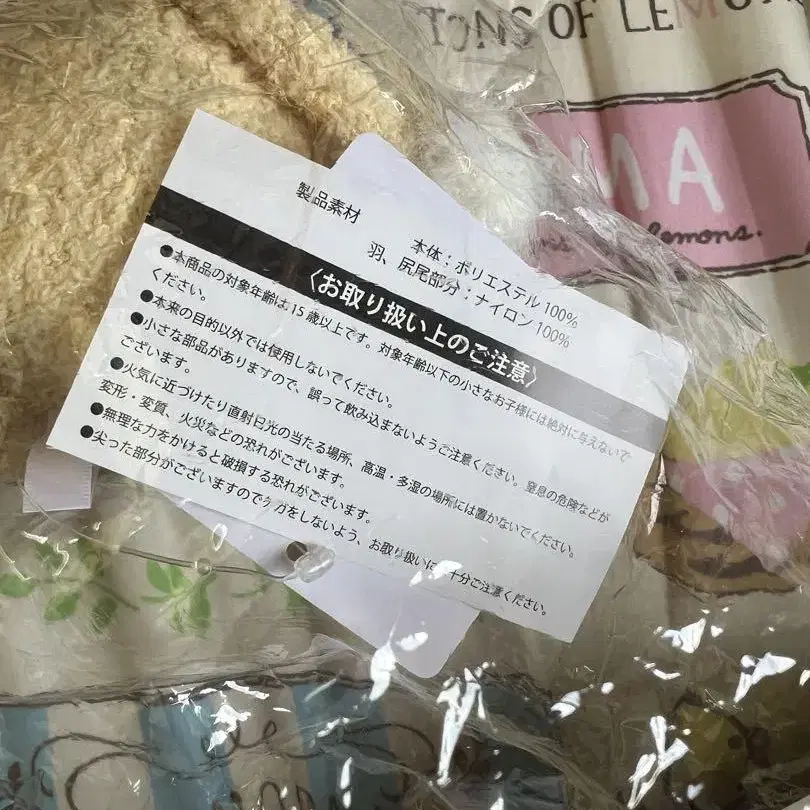 TONS OF LEMO
MA
lemons.
製品素材
本体：ポリエステル 100%
羽、尻尾部分：ナイロン 100%
〈お取り扱い上のご注意〉
●本商品の対象年齢は15歳以上です。対象年齢以下の小さなお子様には絶対に与えないで
ください。
●本来の目的以外では使用しないでください。
●小さな部品がありますので、誤って飲み込まないようご注意ください。窒息の危険などが
ございます。
●火気に近づけたり直射日光の当たる場所、高温・多湿の場所には置かないでください。
変形・変質、火災などの恐れがございます。
●無理な力をかけると破損する恐れがございます。
●尖った部分がございますのでケガをしないよう、お取り扱いに十分ご注意ください。